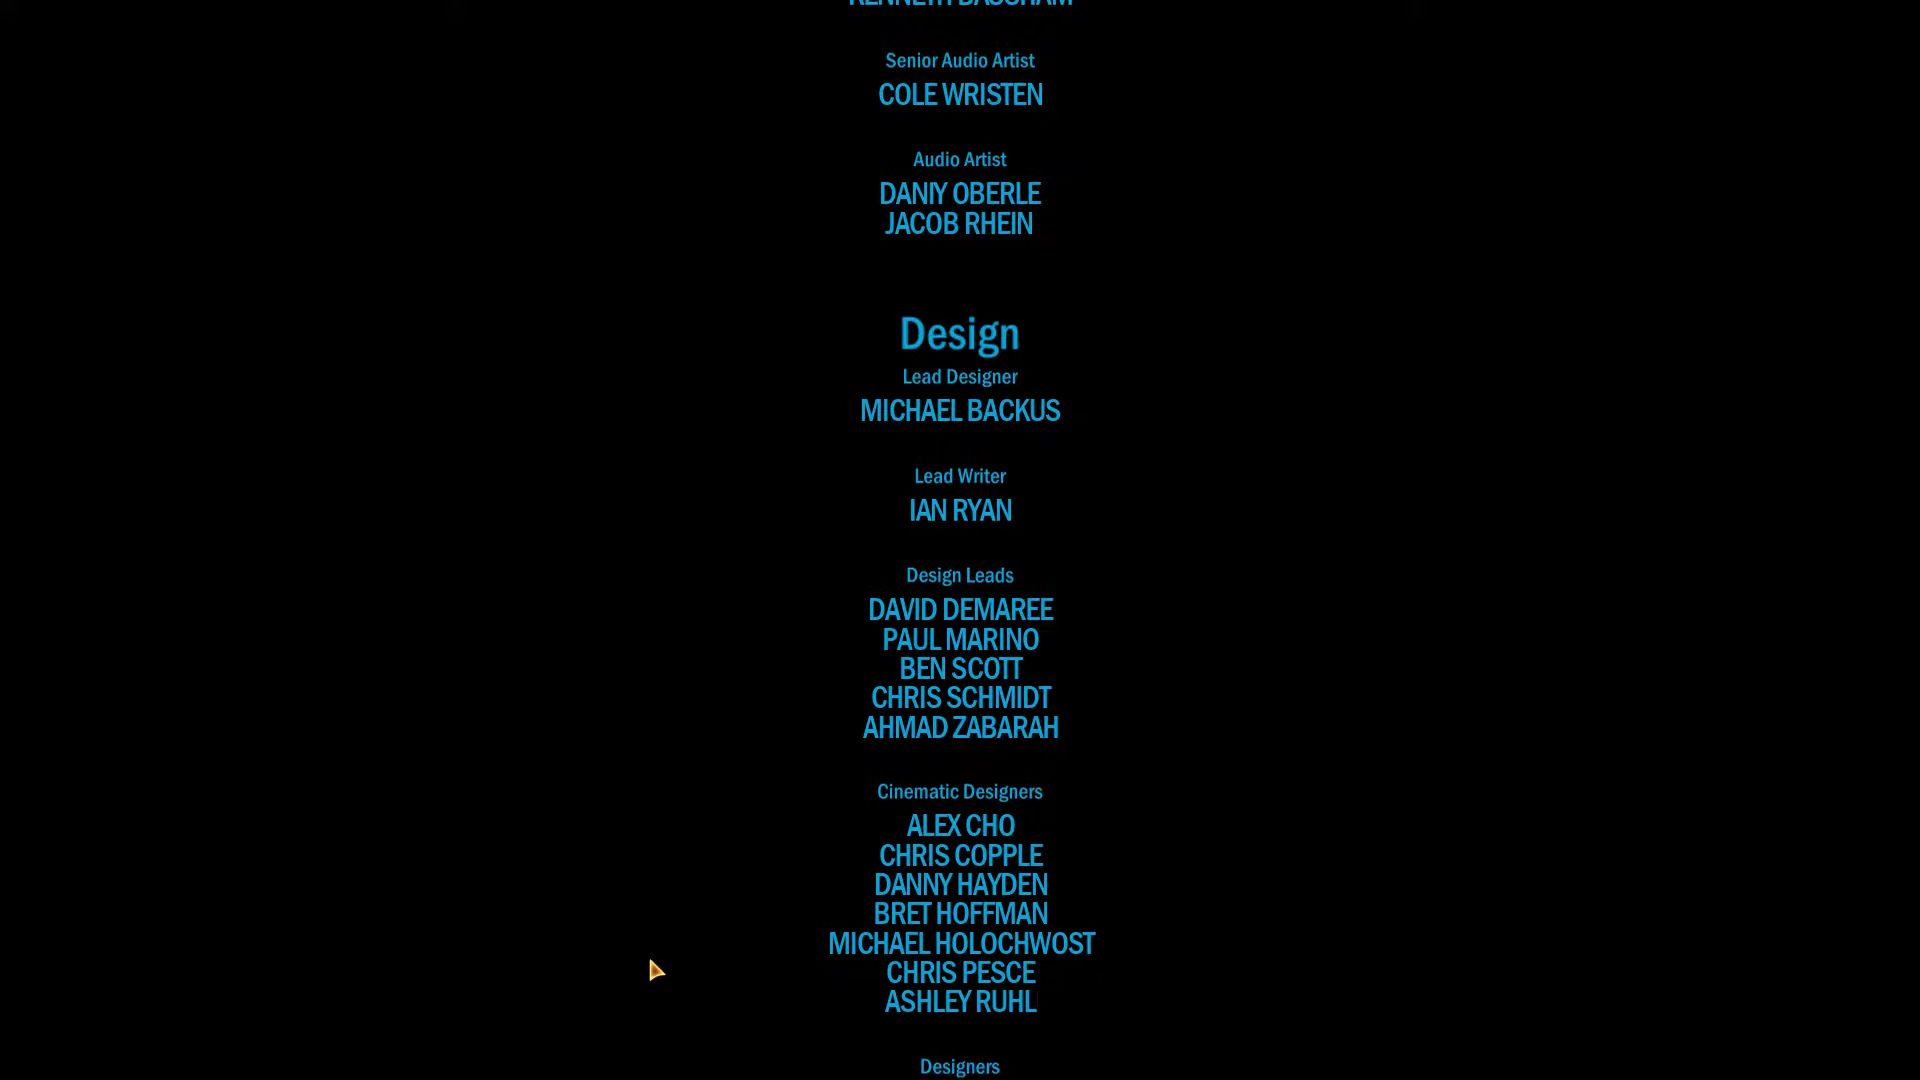 Senior Audio Artist
COLE WRISTEN
Audio Artist
DANIY OBERLE
JACOB RHEIN
Design
Lead Designer
MICHAEL BACKUS
Lead Writer
IAN RYAN
Design Leads
DAVID DEMAREE
PAUL MARINO
BEN SCOTT
CHRIS SCHMIDT
AHMAD ZABARAH
Cinematic Designers
ALEX CHO
CHRIS COPPLE
DANNY HAYDEN
BRET HOFFMAN
MICHAEL HOLOCHWOST
CHRIS PESCE
ASHLEY RUHL
Designers